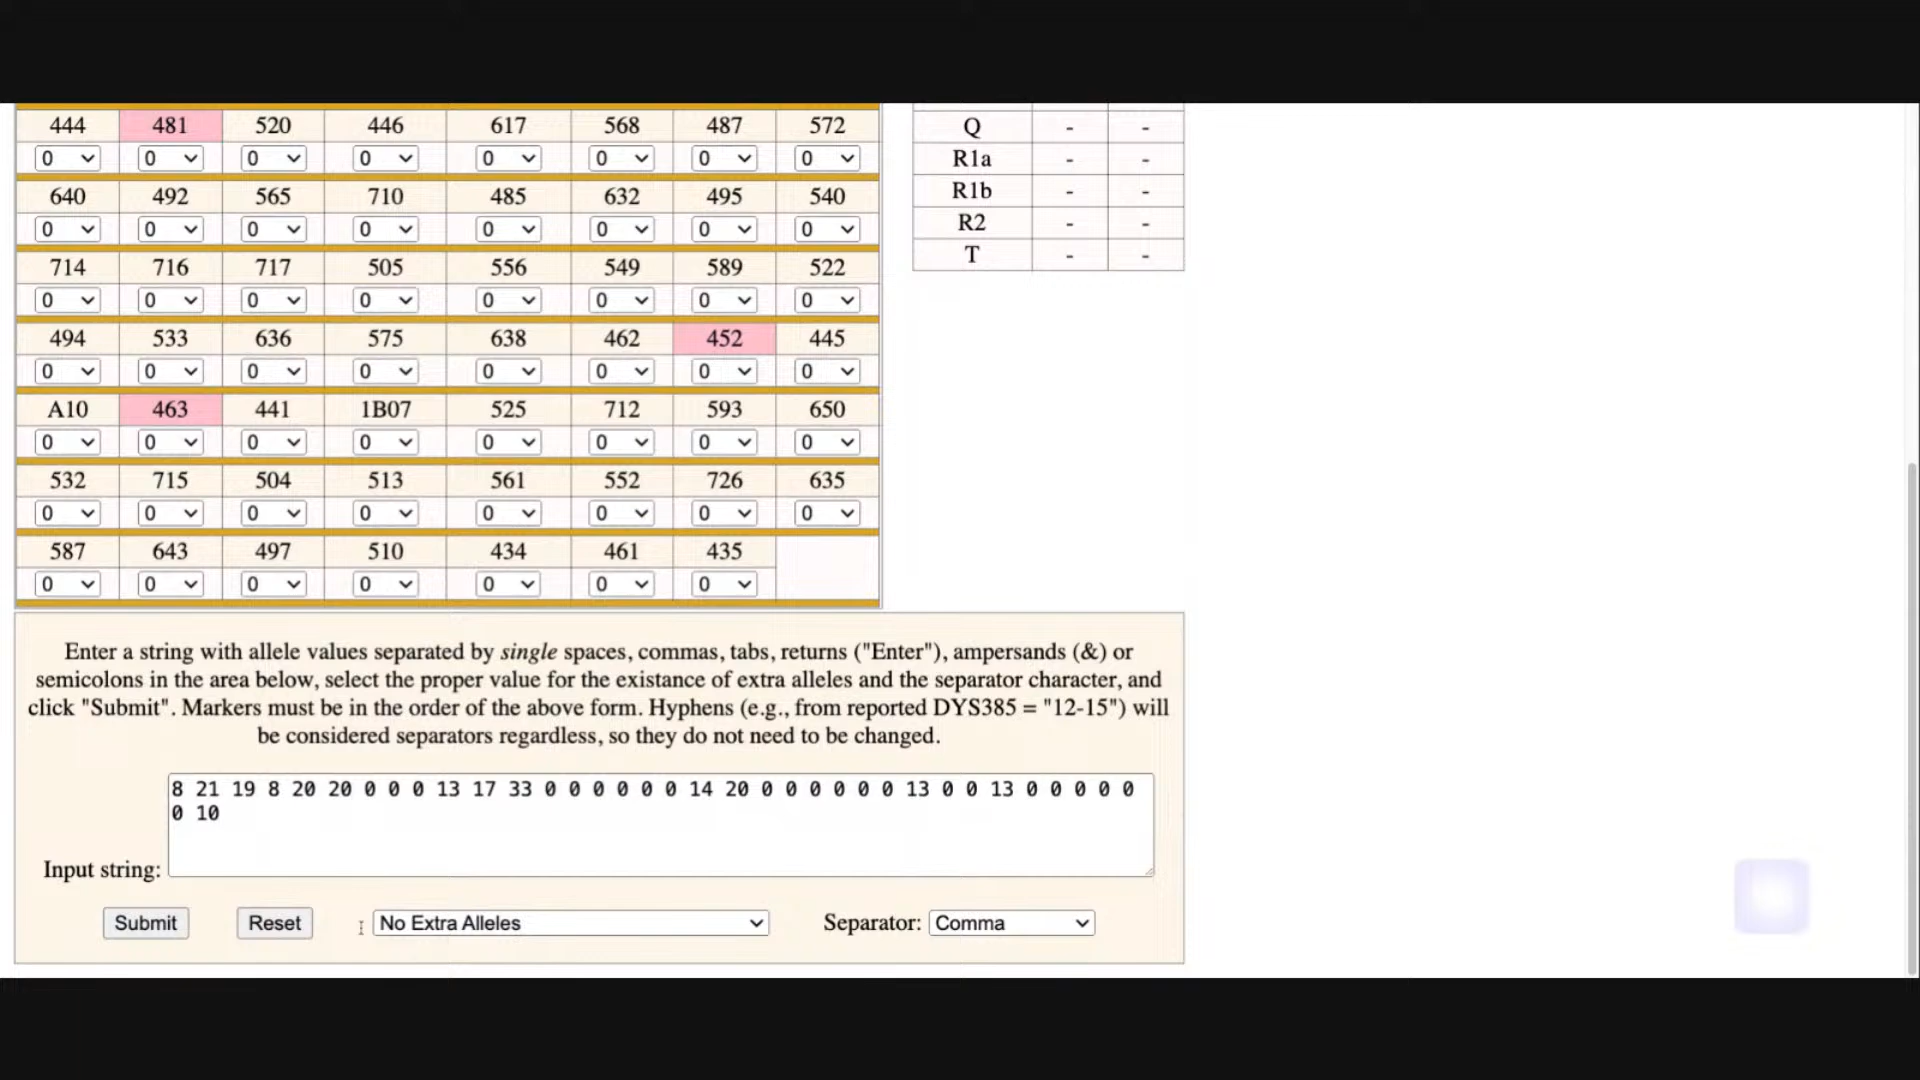 444 481 520 446 617 568 487 572
0 0 0 0 0 0 0 0
640 492 565 710 485 632 495 540
0 0 0 0 0 0 0 0
714 716 717 505 556 549 589 522
0 0 0 0 0 0 0 0
494 533 636 575 638 462 452 445
0 0 0 0 0 0 0 0
A10 463 441 1B07 525 712 593 650
0 0 0 0 0 0 0 0
532 715 504 513 561 552 726 635
0 0 0 0 0 0 0 0
587 643 497 510 434 461 435
0 0 0 0 0 0 0
Q - -
R1a - -
R1b - -
R2 - -
T - -
Enter a string with allele values separated by single spaces, commas, tabs, returns ("Enter"), ampersands (&) or
semicolons in the area below, select the proper value for the existance of extra alleles and the separator character, and
click "Submit". Markers must be in the order of the above form. Hyphens (e.g., from reported DYS385 = "12-15") will
be considered separators regardless, so they do not need to be changed.
8 21 19 8 20 20 0 0 0 13 17 33 0 0 0 0 0 0 14 20 0 0 0 0 0 0 13 0 0 13 0 0 0 0 0
0 10
Input string:
Submit Reset No Extra Alleles Separator: Comma